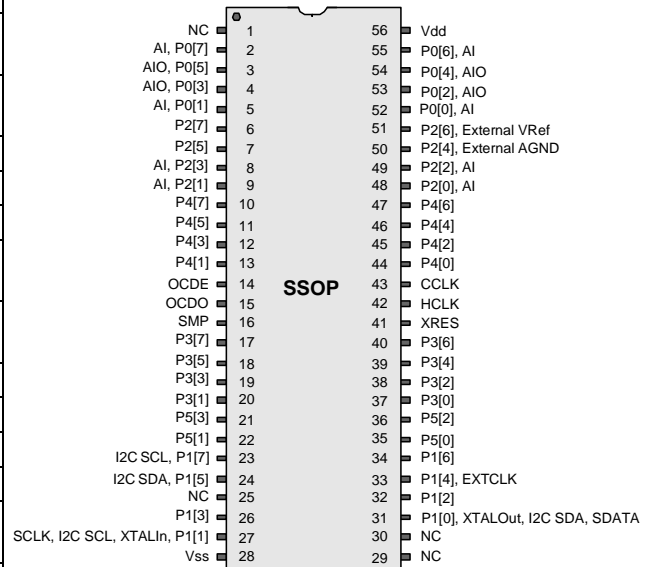 NC 1 56 Vdd
AI, P0[7] 2 55 P0[6], AI
AIO, P0[5] 3 54 P0[4], AIO
AIO, P0[3] 4 53 P0[2], AIO
AI, P0[1] 5 52 P0[0], AI
P2[7] 6 51 P2[6], External VRef
P2[5] 7 50 P2[4], External AGND
AI, P2[3] 8 49 P2[2], AI
AI, P2[1] 9 48 P2[0], AI
P4[7] 10 47 P4[6]
P4[5] 11 46 P4[4]
P4[3] 12 45 P4[2]
P4[1] 13 44 P4[0]
OCDE 14 SSOP 43 CCLK
OCDO 15 42 HCLK
SMP 16 41 XRES
P3[7] 17 40 P3[6]
P3[5] 18 39 P3[4]
P3[3] 19 38 P3[2]
P3[1] 20 37 P3[0]
P5[3] 21 36 P5[2]
P5[1] 22 35 P5[0]
I2C SCL, P1[7] 23 34 P1[6]
I2C SDA, P1[5] 24 33 P1[4], EXTCLK
NC 25 32 P1[2]
P1[3] 26 31 P1[0], XTALOut, I2C SDA, SDATA
SCLK, I2C SCL, XTALIn, P1[1] 27 30 NC
Vss 28 29 NC